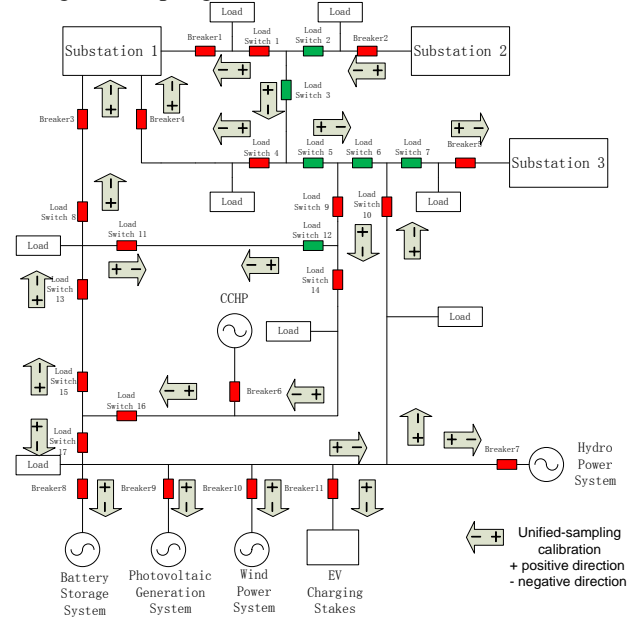 Load
Load
Substation 1
Breaker1
Load
Switch 1
Load
Switch 2
Breaker2
Substation 2
Load
Switch 3
Breaker3
Breaker4
Load
Switch 4
Load
Switch 5
Load
Switch 6
Load
Switch 7
Substation 3
Load
Load
Load
Switch 8
Load
Switch
9
Load
Switch
10
Load
Load
Switch 11
Load
Switch 12
Load
Switch
13
Load
Switch
14
CCHP
Load
Load
Load
Switch
15
Load
Switch 16
Breaker6
Load
Switch
17
Load
Breaker7
Hydro
Power
System
Breaker8
Breaker9
Breaker10
Breaker11
Battery
Storage
System
Photovoltaic
Generation
System
Wind
Power
System
EV
Charging
Stakes
- +
Unified-sampling
calibration
+ positive direction
- negative direction